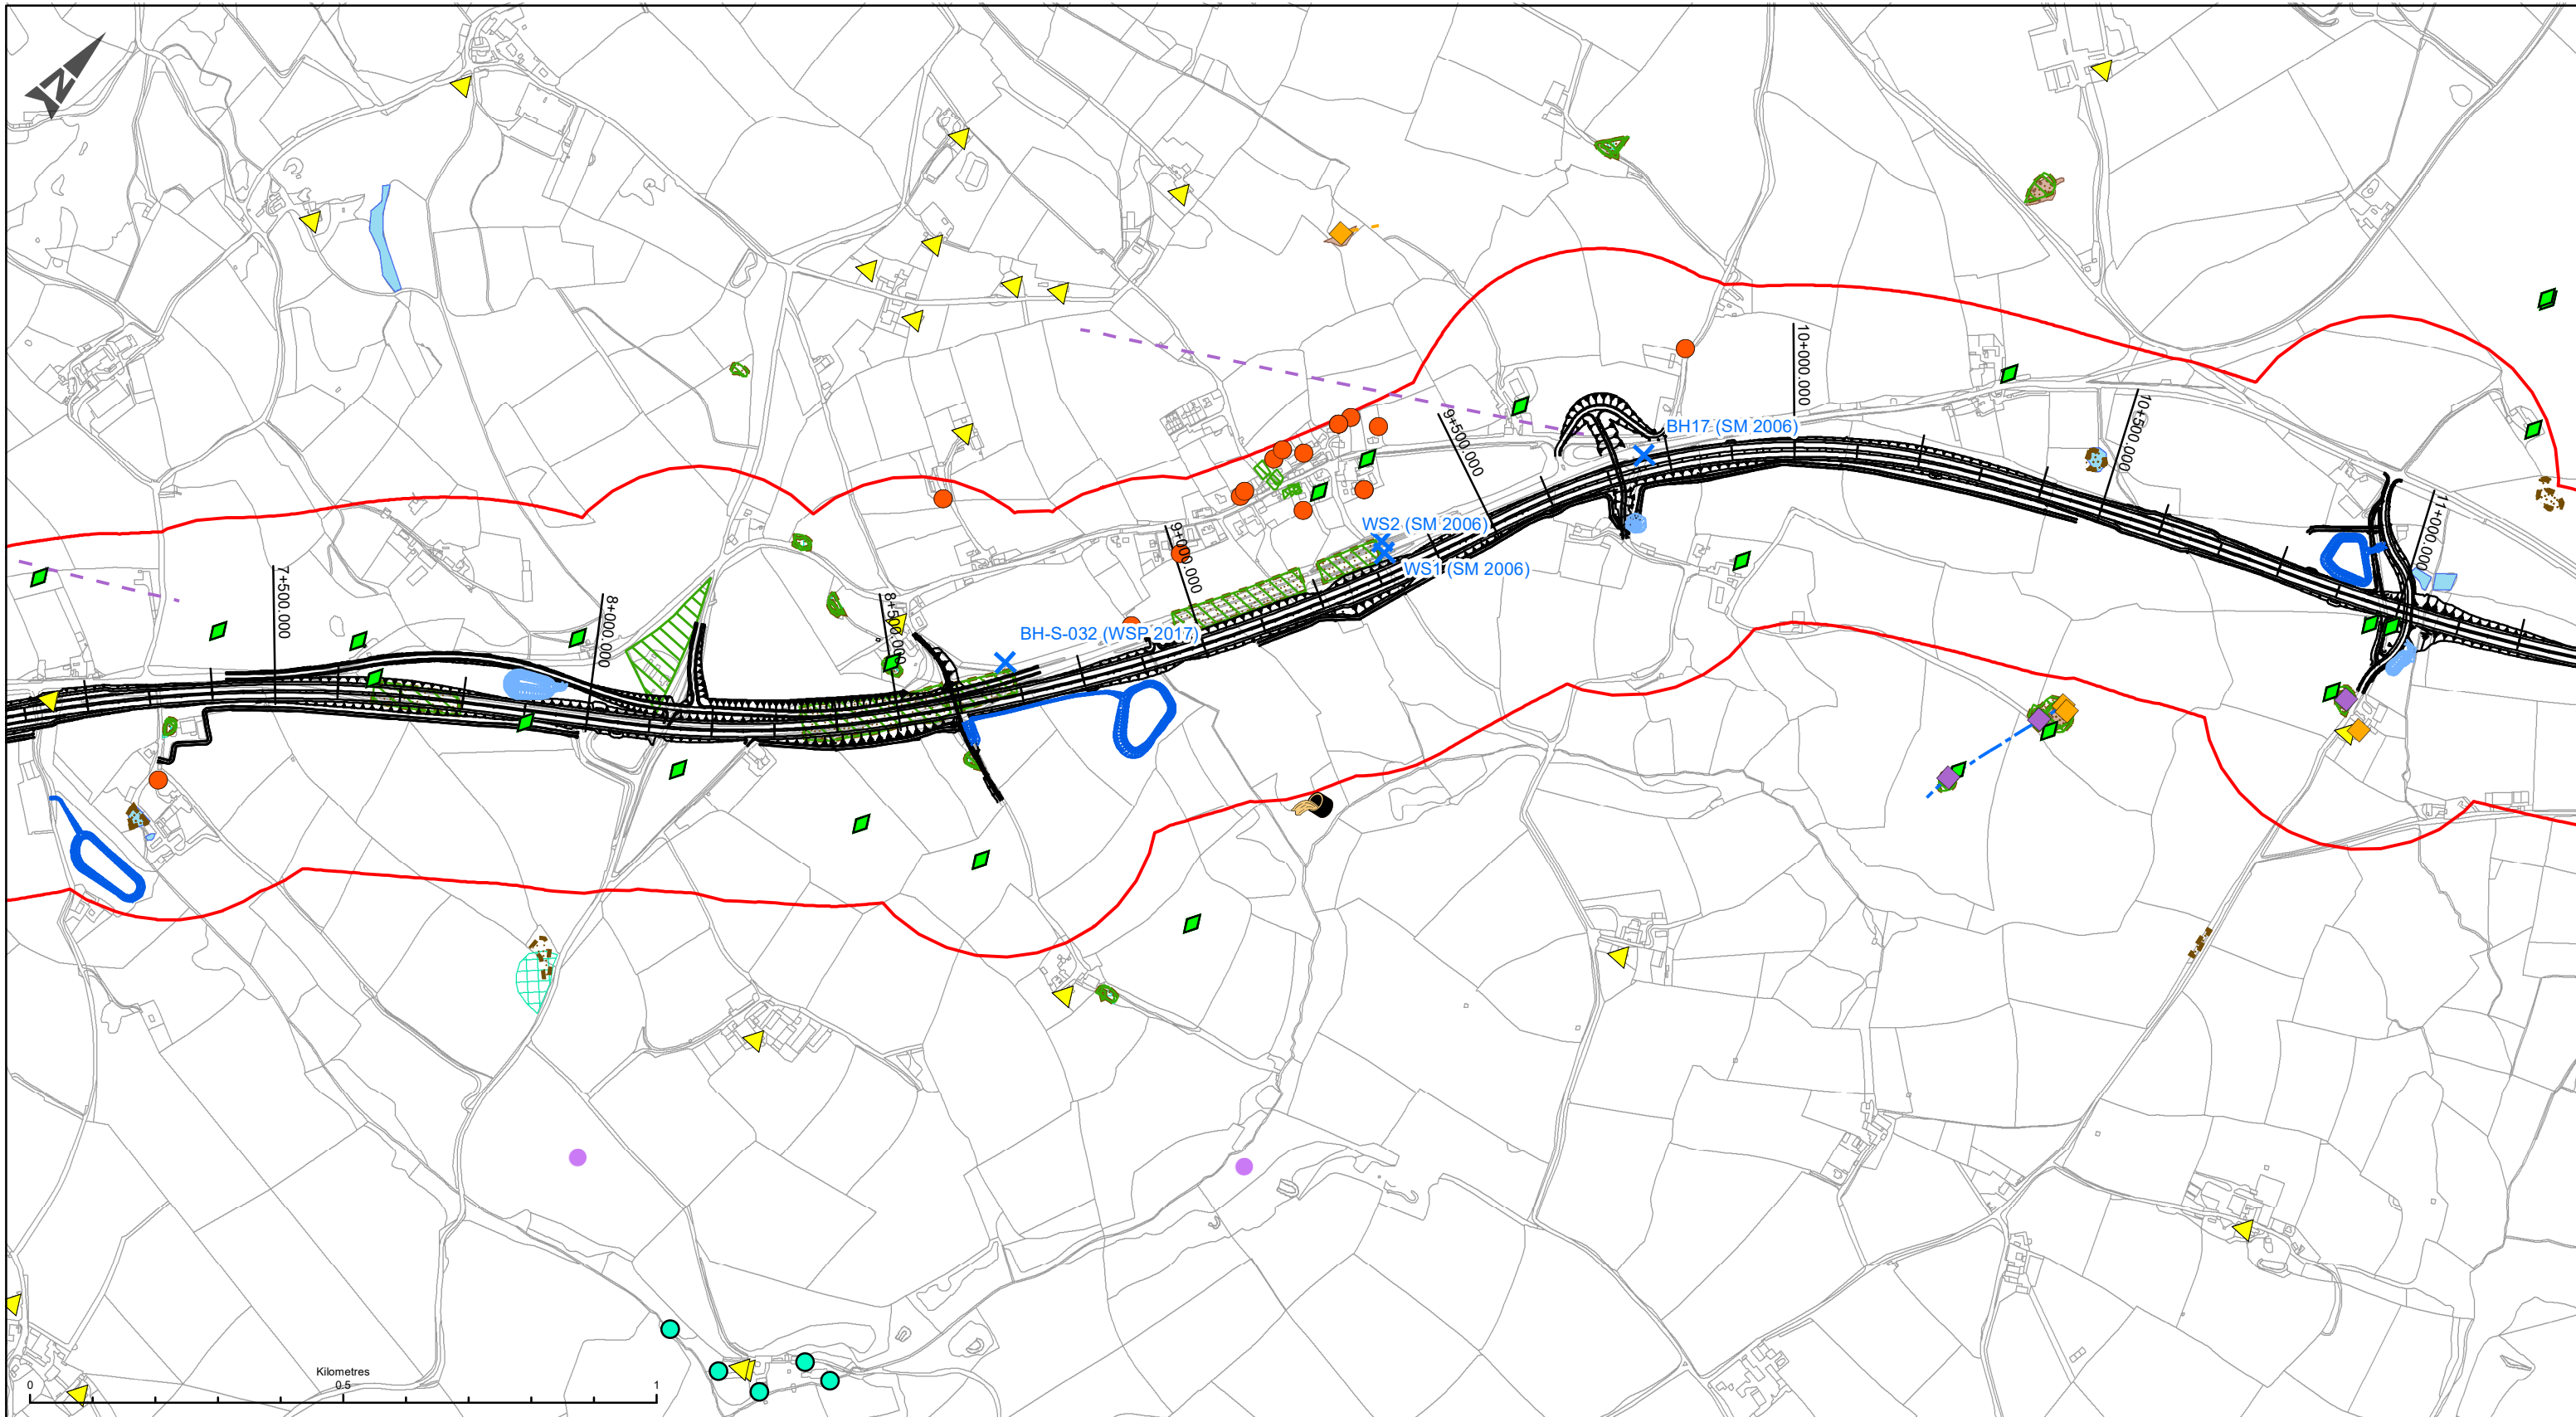 N
10+000.000
10+500.000
9+500.000
BH17 (SM 2006)
11+000.000
WS2 (SM 2006)
9+000.000
WS1 (SM 2006)
7+500.000
8+000.000
8+500.000
BH-S-032 (WSP 2017)
Kilometres
0 0.5 1